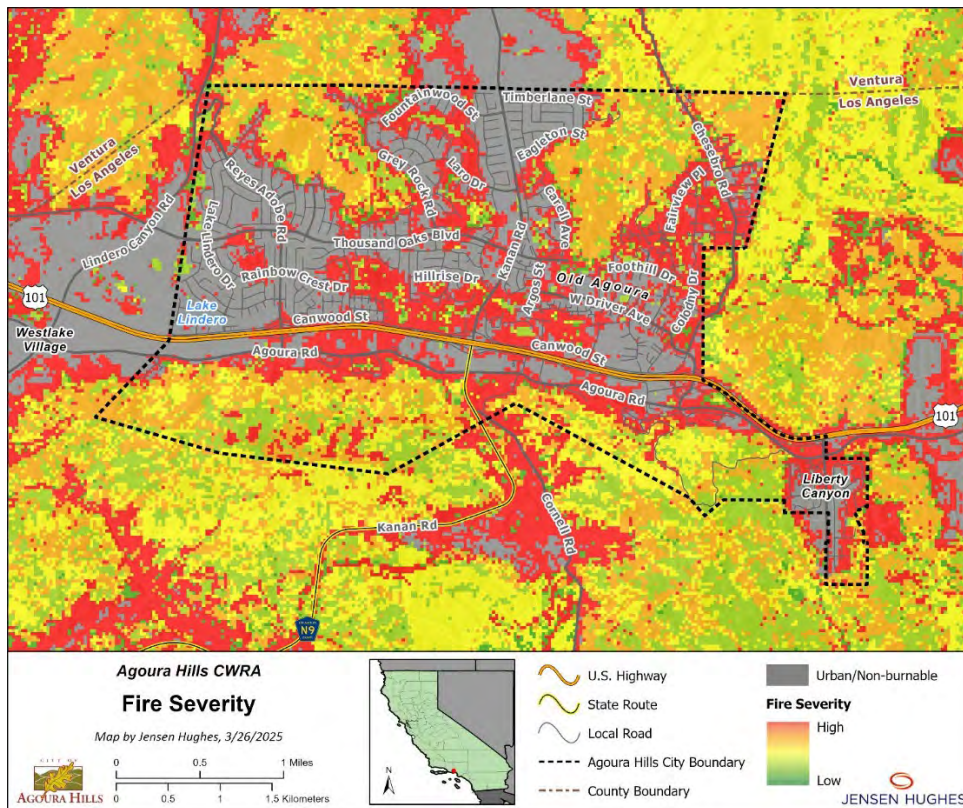 Ventura
Los Angeles
Ventura
Los Angeles
Timberlane St
Fountainwood St
Eagleton St
Chesebro Rd
Grey Rock Rd
Laro Dr
Reyes Adobe Rd
Fairview Pl
Carell Ave
Kanan Rd
Lindero Canyon Rd
Lake Lindero Dr
Thousand Oaks Blvd
Foothill Dr
Old Agoura
Rainbow Crest Dr
Hillrise Dr
Argos St
W Driver Ave
Colodny Dr
101
Lake
Lindero
Canwood St
Westlake
Village
Agoura Rd
Canwood St
Agoura Rd
101
Liberty
Canyon
Kanan Rd
Cornell Rd
N9
Agoura Hills CWRA
Fire Severity
Map by Jensen Hughes, 3/26/2025
CITY OF
AGOURA HILLS
0 0.5 1 Miles
0 0.5 1 1.5 Kilometers
N
U.S. Highway
State Route
Local Road
Agoura Hills City Boundary
County Boundary
Urban/Non-burnable
Fire Severity
High
Low
JENSEN HUGHES